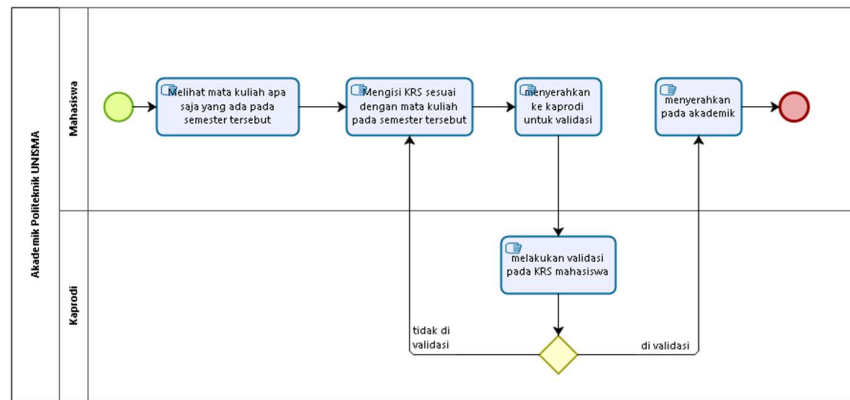 Akademik Politeknik UNISMA
Mahasiswa
Melihat mata kuliah apa
saja yang ada pada
semester tersebut
Mengisi KRS sesuai
dengan mata kuliah
pada semester tersebut
menyerahkan
ke kaprodi
untuk validasi
menyerahkan
pada akademik
Kaprodi
melakukan validasi
pada KRS mahasiswa
tidak di
validasi
di validasi